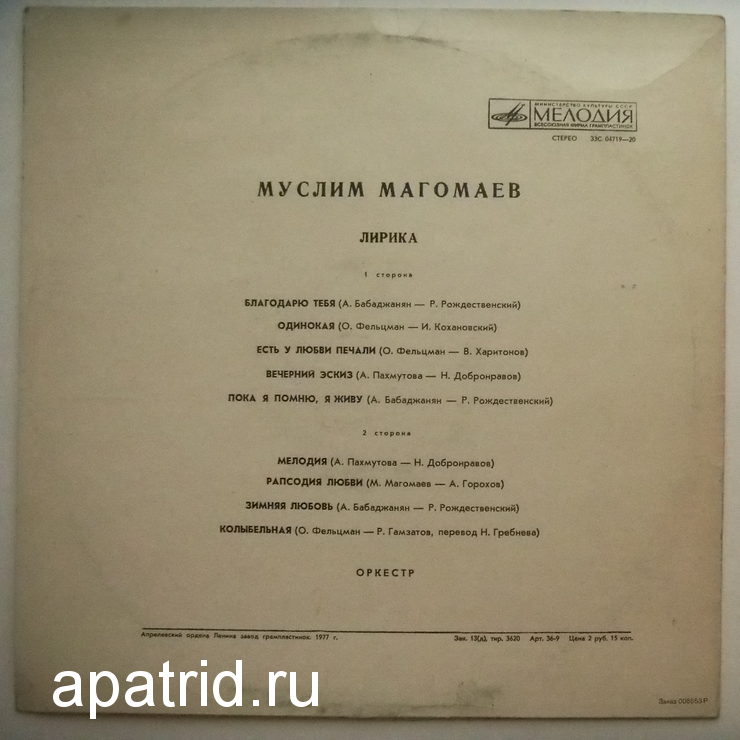 МИНИСТЕРСТВО КУЛЬТУРЫ СССР
МЕЛОДИЯ
ВСЕСОЮЗНАЯ ФИРМА ГРАМПЛАСТИНОК
СТЕРЕО 33С 04719—20
МУСЛИМ МАГОМАЕВ
ЛИРИКА
1 сторона
БЛАГОДАРЮ ТЕБЯ (А. Бабаджанян — Р. Рождественский)
ОДИНОКАЯ (О. Фельцман — И. Кохановский)
ЕСТЬ У ЛЮБВИ ПЕЧАЛИ (О. Фельцман — В. Харитонов)
ВЕЧЕРНИЙ ЭСКИЗ (А. Пахмутова — Н. Добронравов)
ПОКА Я ПОМНЮ, Я ЖИВУ (А. Бабаджанян — Р. Рождественский)
2 сторона
МЕЛОДИЯ (А. Пахмутова — Н. Добронравов)
РАПСОДИЯ ЛЮБВИ (М. Магомаев — А. Горохов)
ЗИМНЯЯ ЛЮБОВЬ (А. Бабаджанян — Р. Рождественский)
КОЛЫБЕЛЬНАЯ (О. Фельцман — Р. Гамзатов, перевод Н. Гребнева)
ОРКЕСТР
Апрелевский ордена Ленина завод грампластинок. 1977 г. Зак. 13(д), тир. 3620 Арт. 36-9 Цена 2 руб. 15 коп.
apatrid.ru
Заказ 008553 Р